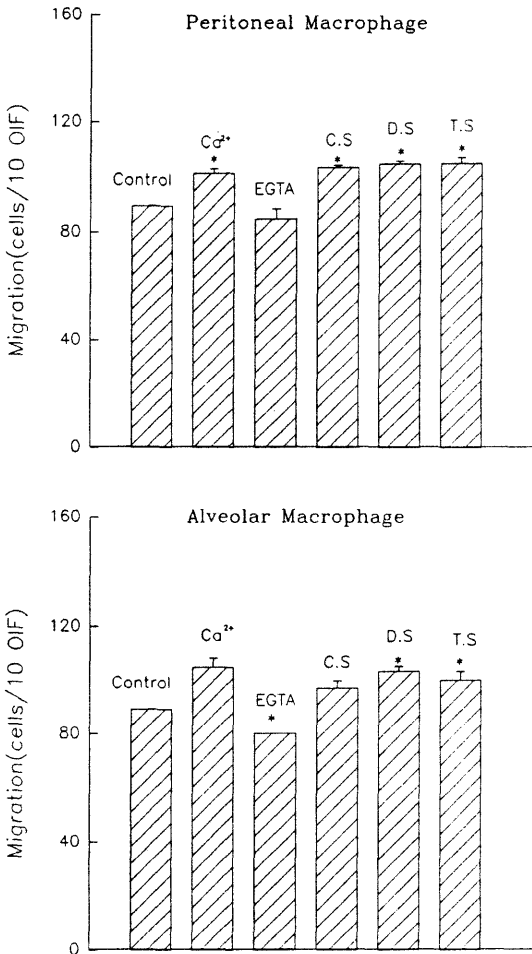 Peritoneal Macrophage
160
120
80
40
0
Migration(cells/10 OIF)
Control
Ca²⁺
*
EGTA
C.S
*
D.S
*
T.S
*
Alveolar Macrophage
160
120
80
40
0
Migration(cells/10 OIF)
Control
Ca²⁺
EGTA
*
C.S
D.S
*
T.S
*